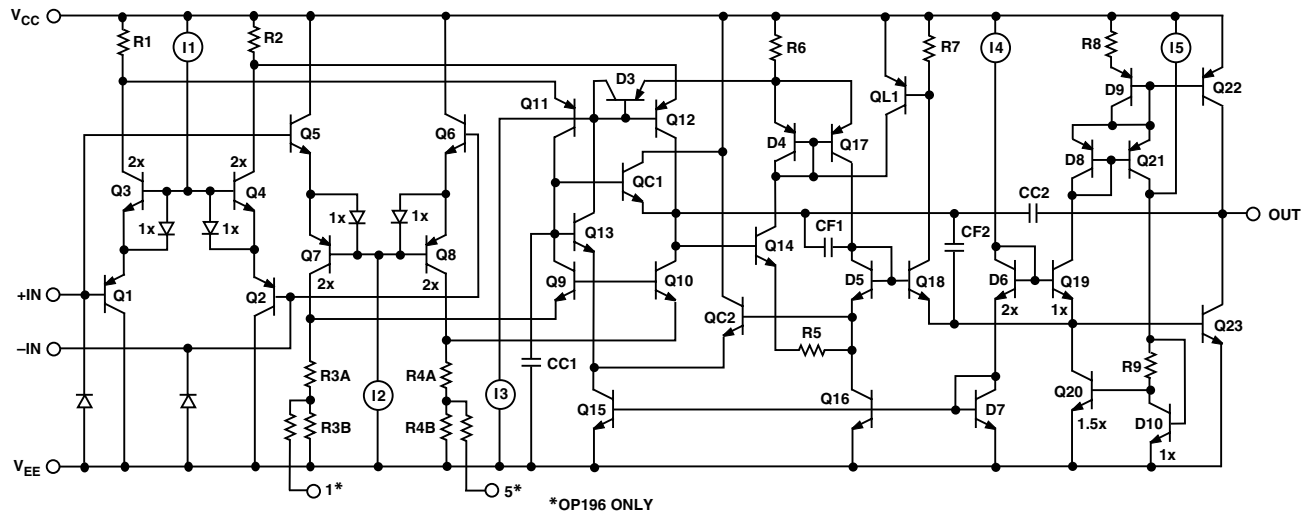 VCC
R1
I1
R2
R6
R7
I4
R8
I5
D3
Q11
Q12
QL1
D9
Q22
Q5
Q6
D4
Q17
2x
2x
Q3
Q4
QC1
D8
Q21
1x
1x
1x
1x
CC2
OUT
Q13
CF1
CF2
Q7
Q8
Q14
2x
2x
Q9
Q10
D5
Q18
D6
Q19
+IN
Q1
Q2
2x
1x
QC2
Q23
–IN
R5
CC1
R3A
R4A
R9
I2
I3
Q15
Q16
D7
Q20
R3B
R4B
1.5x
D10
1x
VEE
1*
5*
*OP196 ONLY